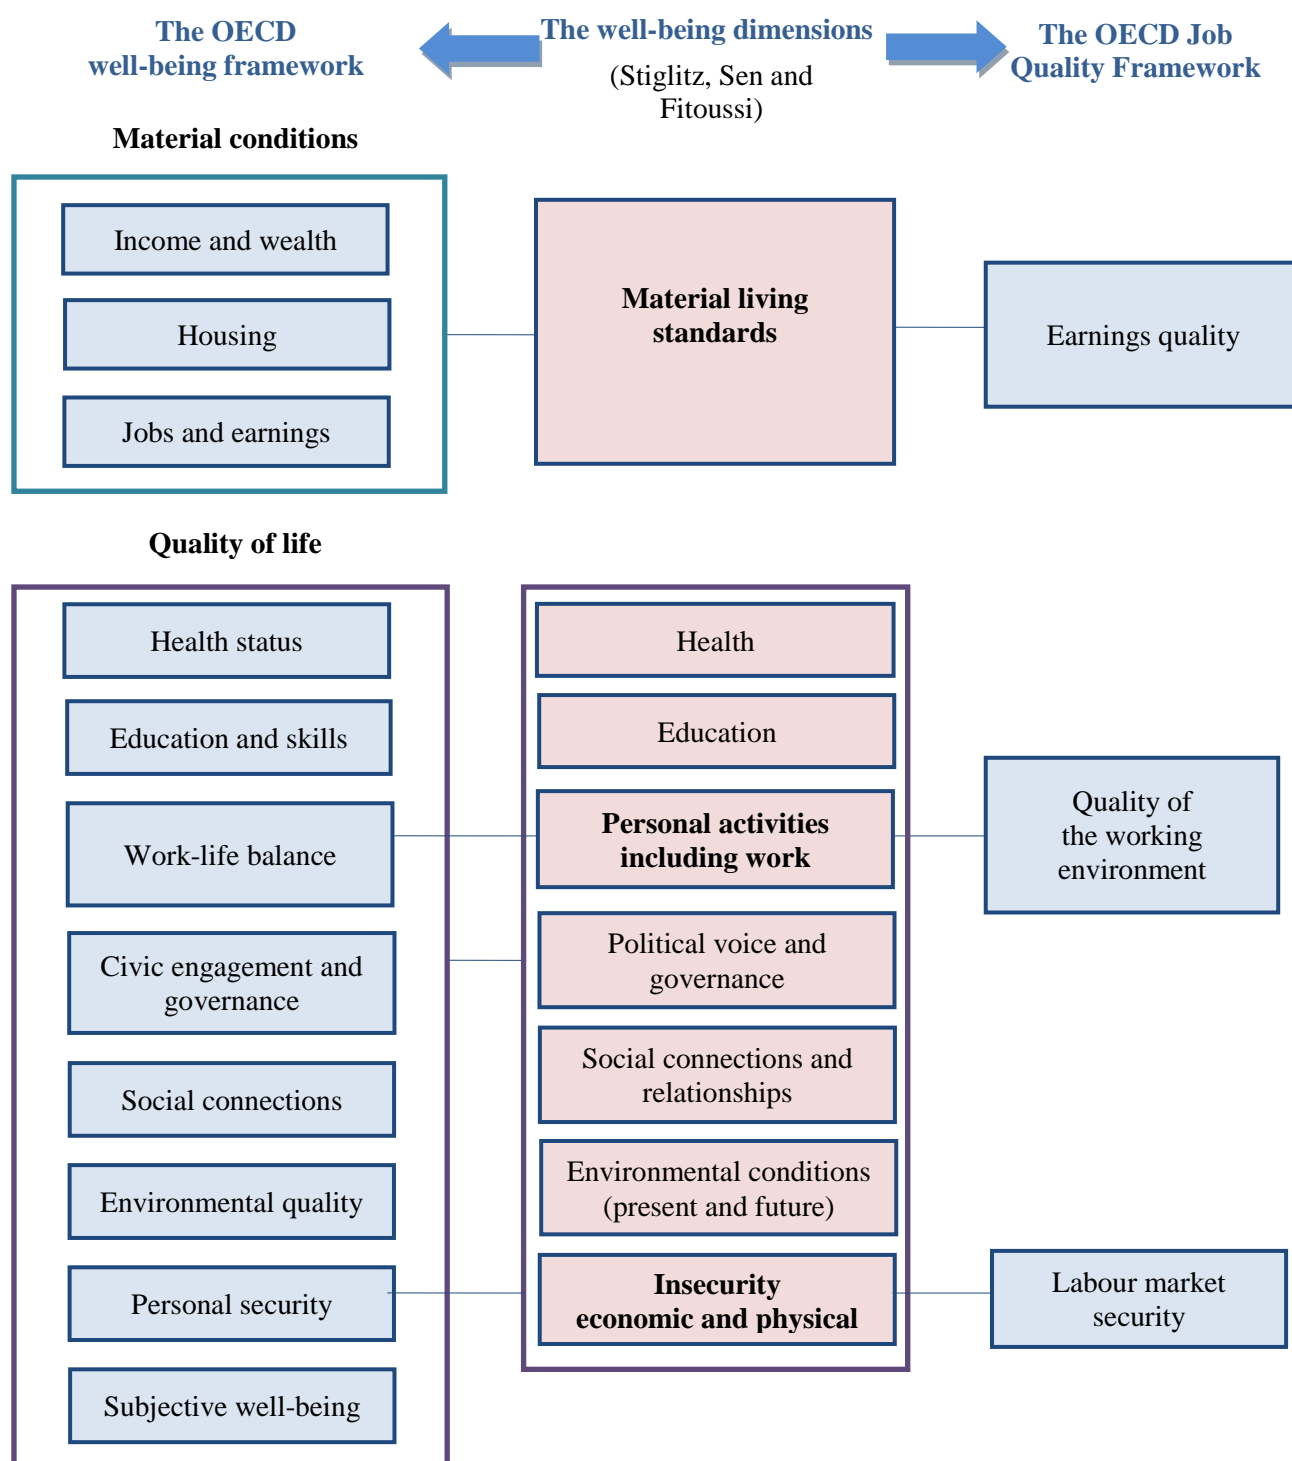 The OECD
well-being framework
The well-being dimensions
(Stiglitz, Sen and
Fitoussi)
The OECD Job
Quality Framework
Material conditions
Income and wealth
Housing
Jobs and earnings
Material living
standards
Earnings quality
Quality of life
Health status
Education and skills
Work-life balance
Civic engagement and
governance
Social connections
Environmental quality
Personal security
Subjective well-being
Health
Education
Personal activities
including work
Political voice and
governance
Social connections and
relationships
Environmental conditions
(present and future)
Insecurity
economic and physical
Quality of
the working
environment
Labour market
security